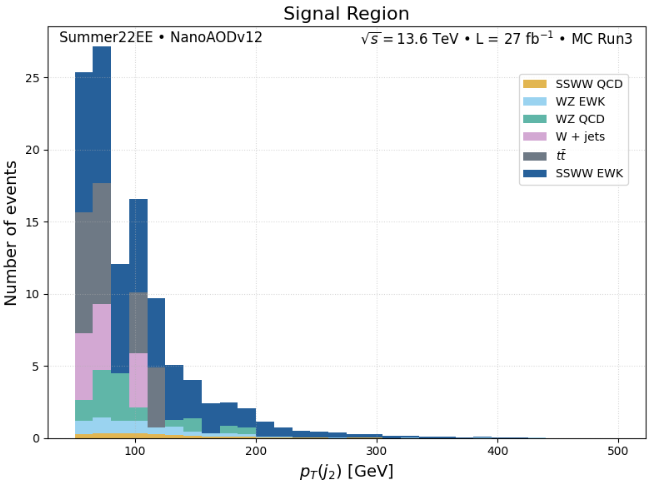 Signal Region
Summer22EE • NanoAODv12
√s = 13.6 TeV • L = 27 fb⁻¹ • MC Run3
SSWW QCD
WZ EWK
WZ QCD
W + jets
tt̄
SSWW EWK
Number of events
25
20
15
10
5
0
100
200
300
400
500
p_T(j_2) [GeV]